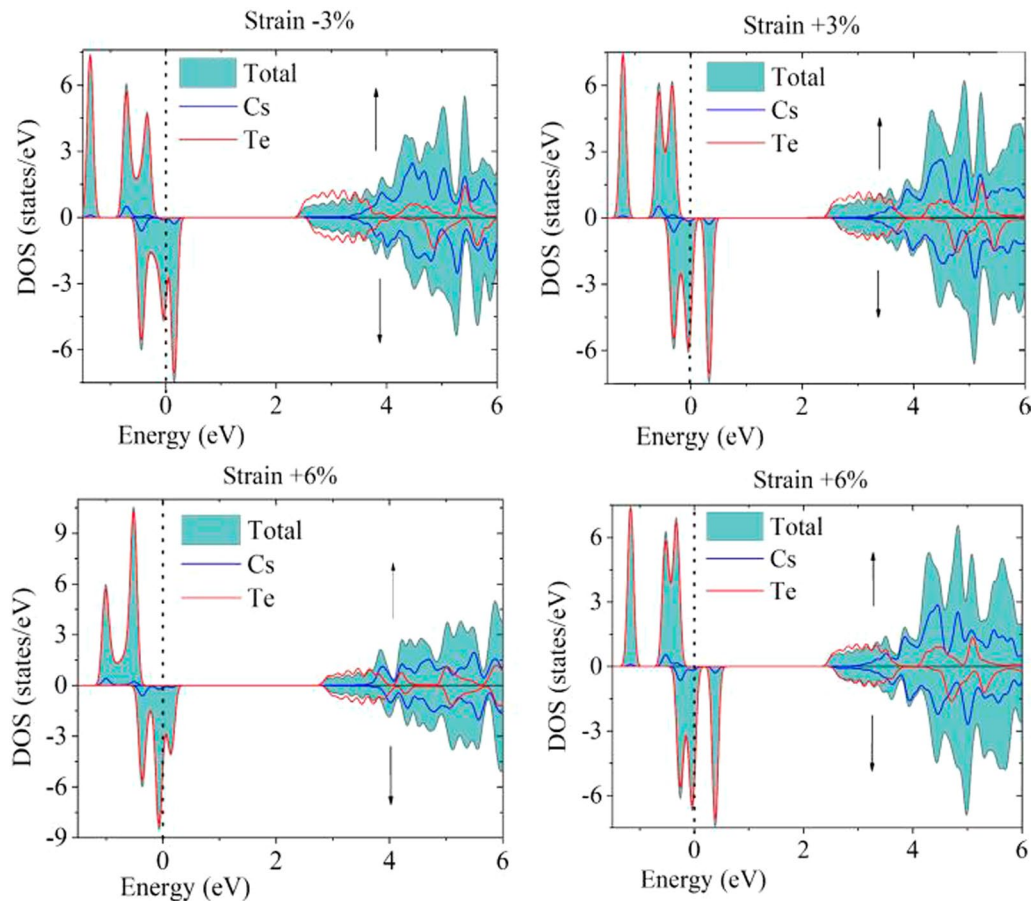 Strain -3%
6
3
0
-3
-6
DOS (states/eV)
Total
Cs
Te
0
2
4
6
Energy (eV)
Strain +3%
6
3
0
-3
-6
DOS (states/eV)
Total
Cs
Te
0
2
4
6
Energy (eV)
Strain +6%
9
6
3
0
-3
-6
-9
DOS (states/eV)
Total
Cs
Te
0
2
4
6
Energy (eV)
Strain +6%
6
3
0
-3
-6
DOS (states/eV)
Total
Cs
Te
0
2
4
6
Energy (eV)